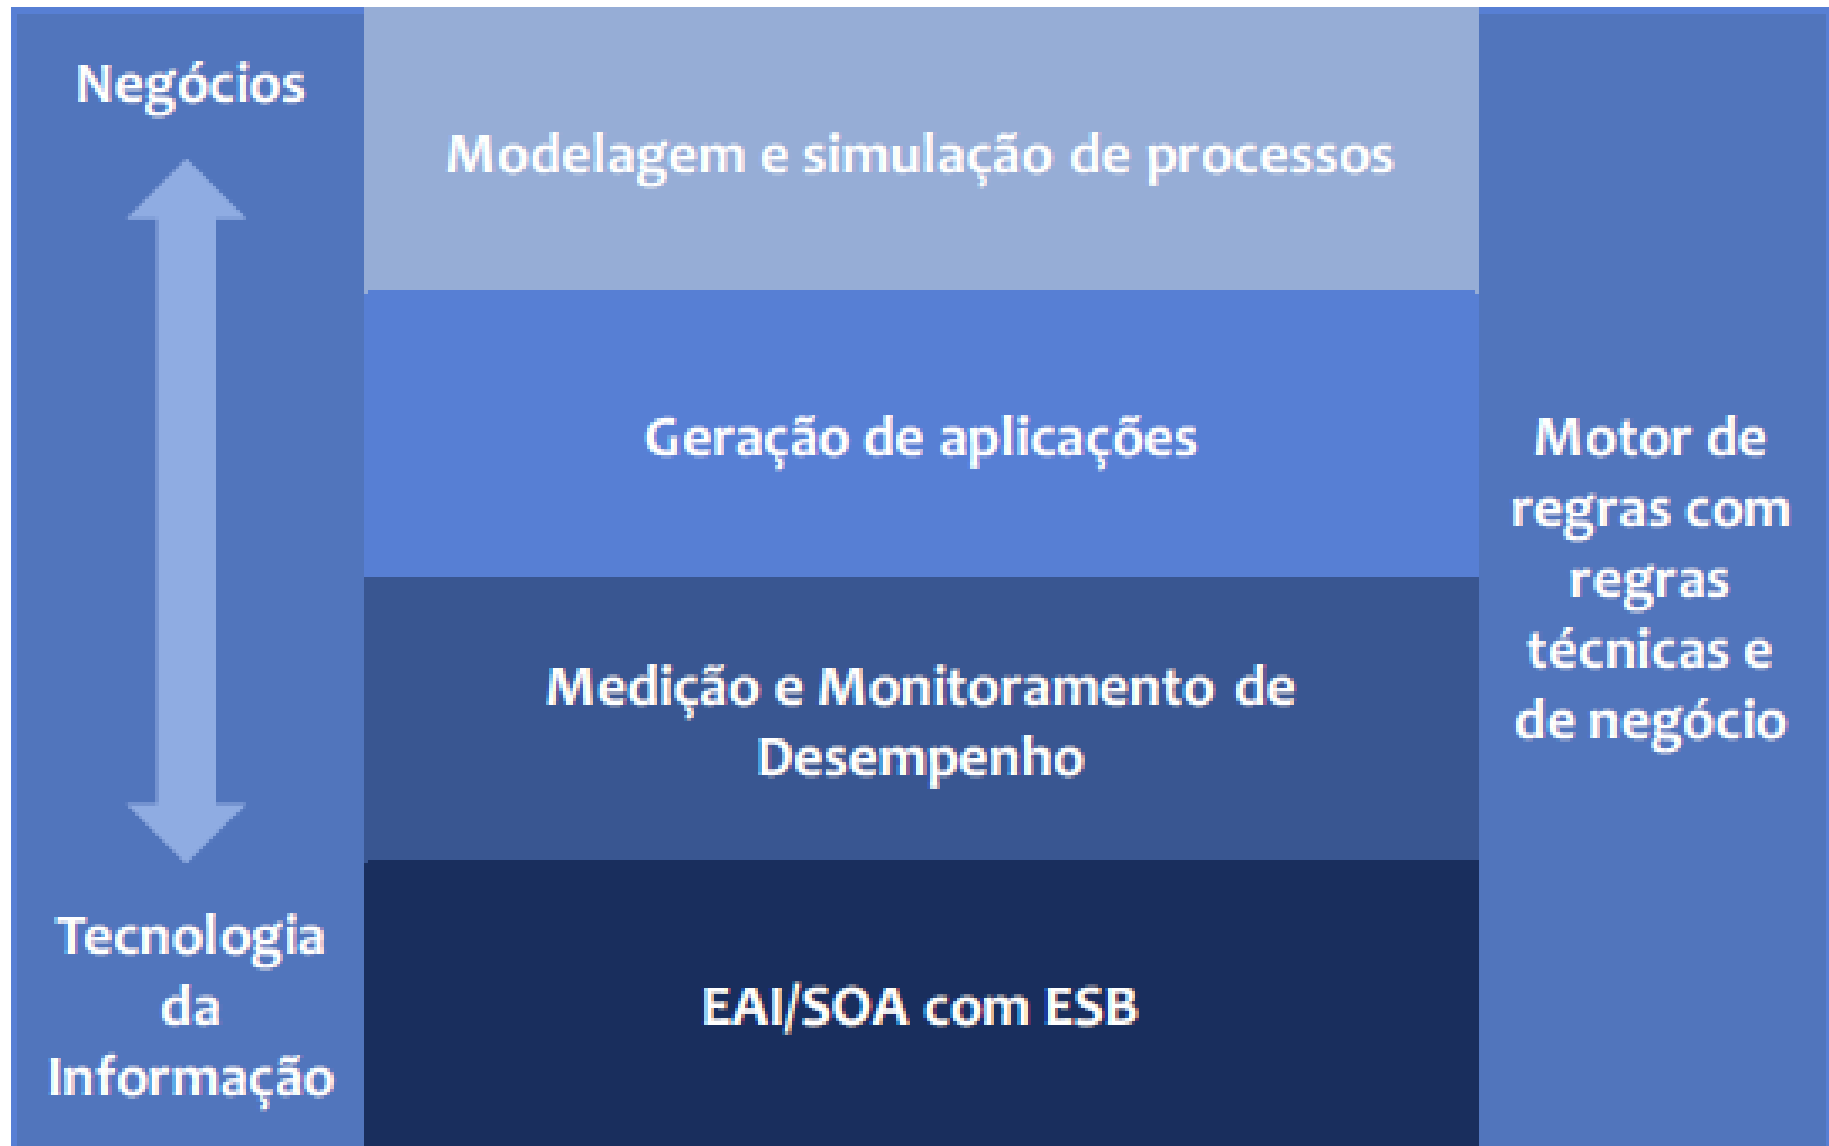 Negócios
Tecnologia
da
Informação
Modelagem e simulação de processos
Geração de aplicações
Medição e Monitoramento de
Desempenho
EAI/SOA com ESB
Motor de
regras com
regras
técnicas e
de negócio